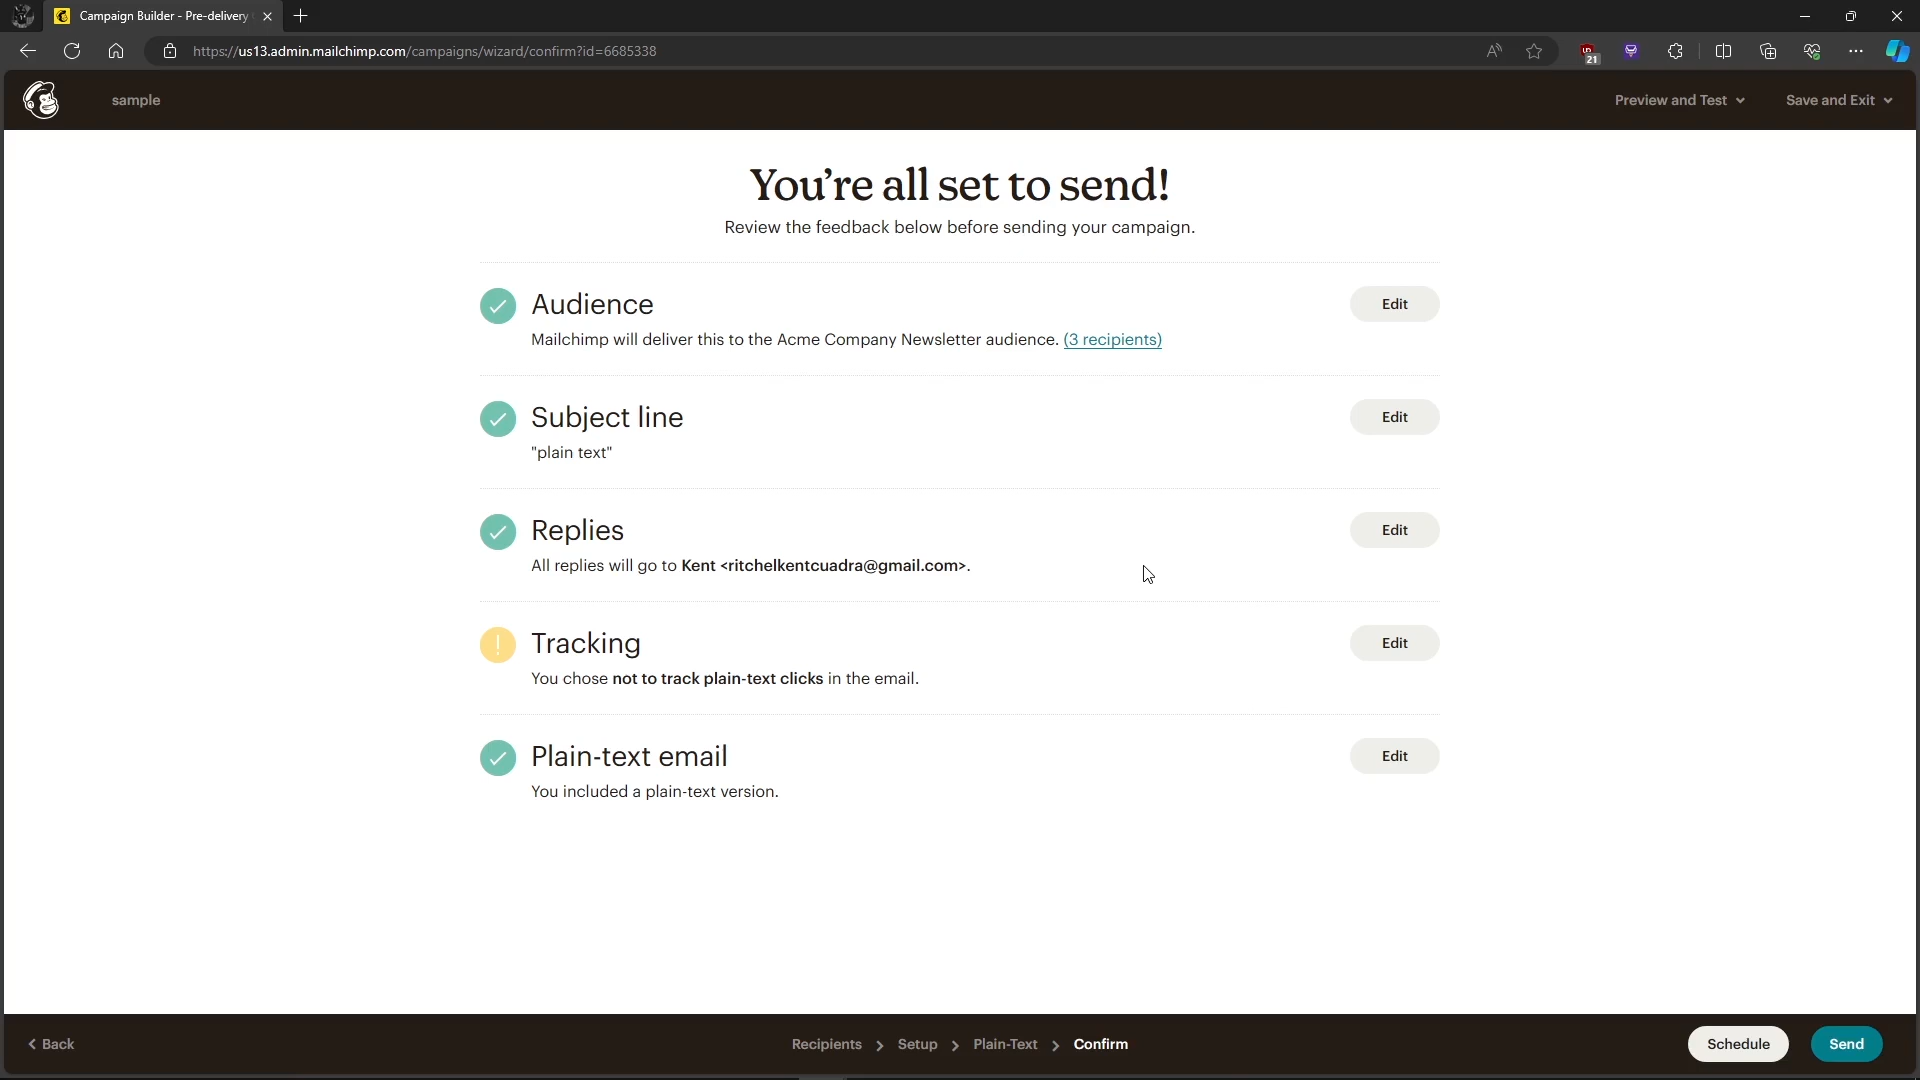 Campaign Builder - Pre-delivery
https://us13.admin.mailchimp.com/campaigns/wizard/confirm?id=6685338
21
sample
Preview and Test
Save and Exit
You're all set to send!
Review the feedback below before sending your campaign.
Audience
Edit
Mailchimp will deliver this to the Acme Company Newsletter audience. (3 recipients)
Subject line
Edit
"plain text"
Replies
Edit
All replies will go to Kent <ritchelkentcuadra@gmail.com>.
Tracking
Edit
You chose not to track plain-text clicks in the email.
Plain-text email
Edit
You included a plain-text version.
Back
Recipients > Setup > Plain-Text > Confirm
Schedule
Send